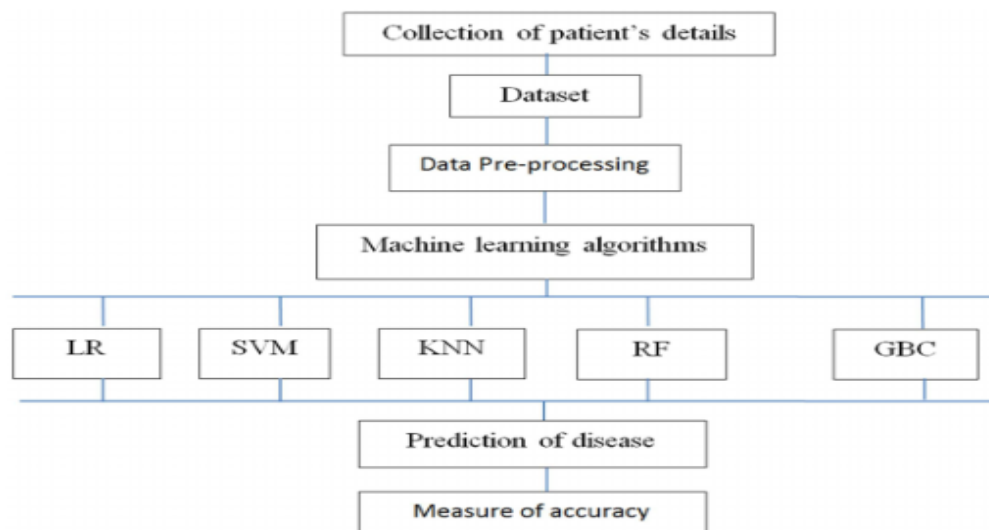 Collection of patient's details
Dataset
Data Pre-processing
Machine learning algorithms
LR
SVM
KNN
RF
GBC
Prediction of disease
Measure of accuracy